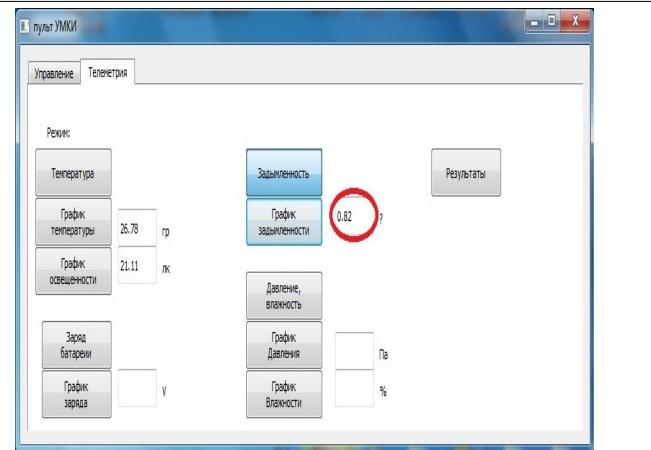 пульт УМКИ
Управление Телеметрия
Режим:
Температура
График
температуры
26.78 гр
График
освещенности
21.11 лк
Заряд
батареи
График
заряда
V
Задымленность
График
задымленности
0.82 ?
Давление,
влажность
График
Давления
Па
График
Влажности
%
Результаты